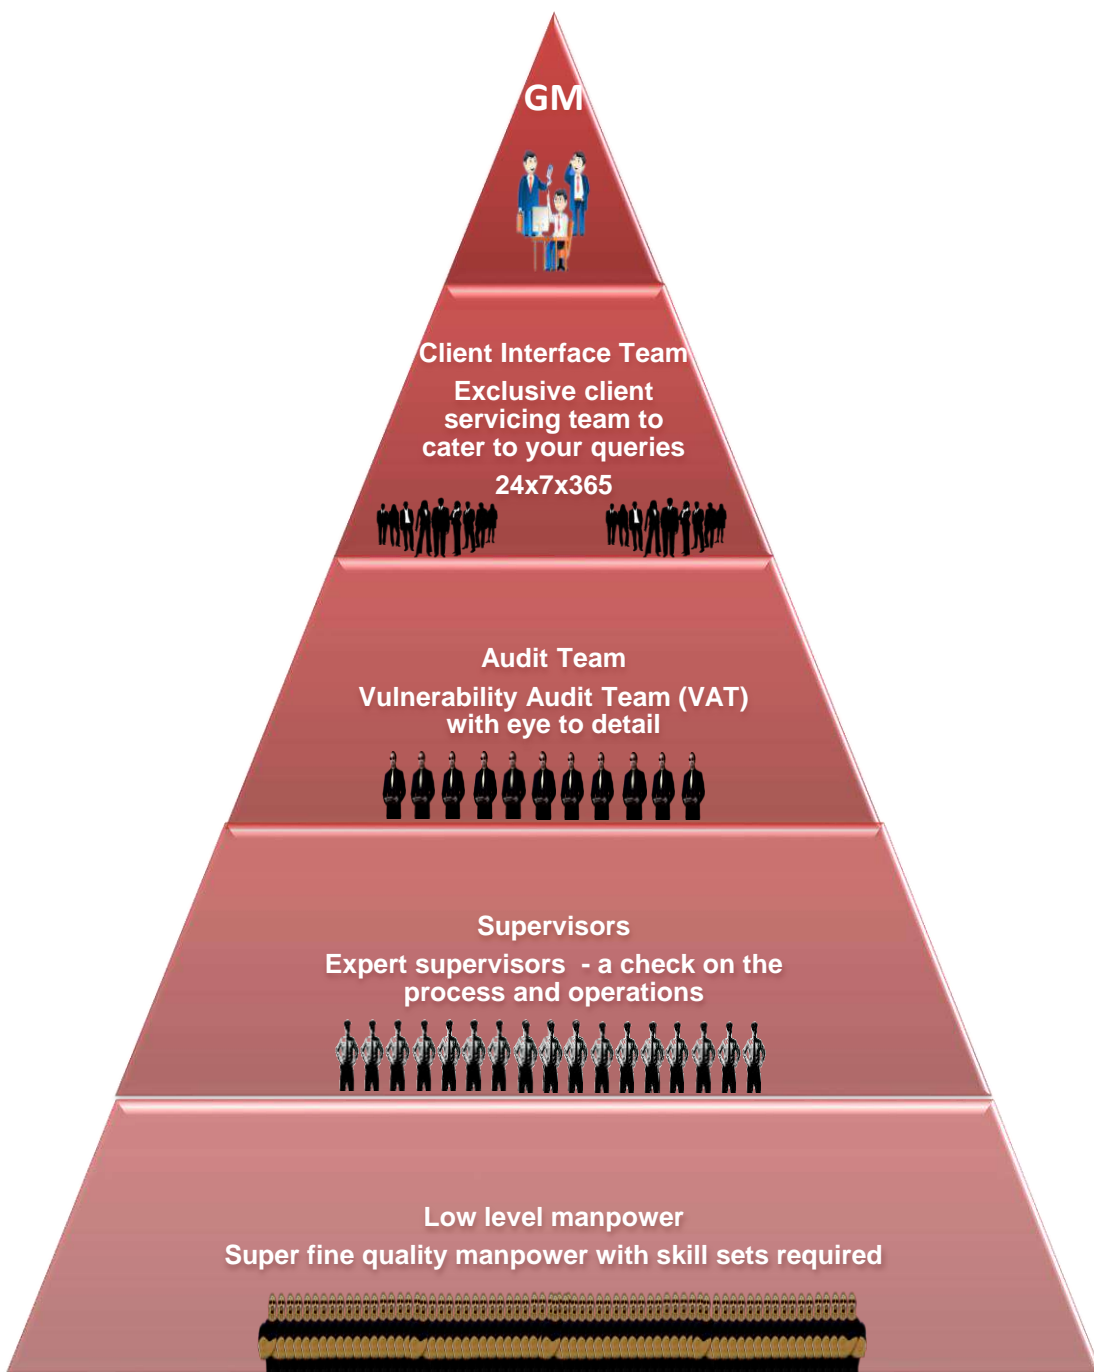 GM
Client Interface Team
Exclusive client
servicing team to
cater to your queries
24x7x365
Audit Team
Vulnerability Audit Team (VAT)
with eye to detail
Supervisors
Expert supervisors  - a check on the
process and operations
Low level manpower
Super fine quality manpower with skill sets required